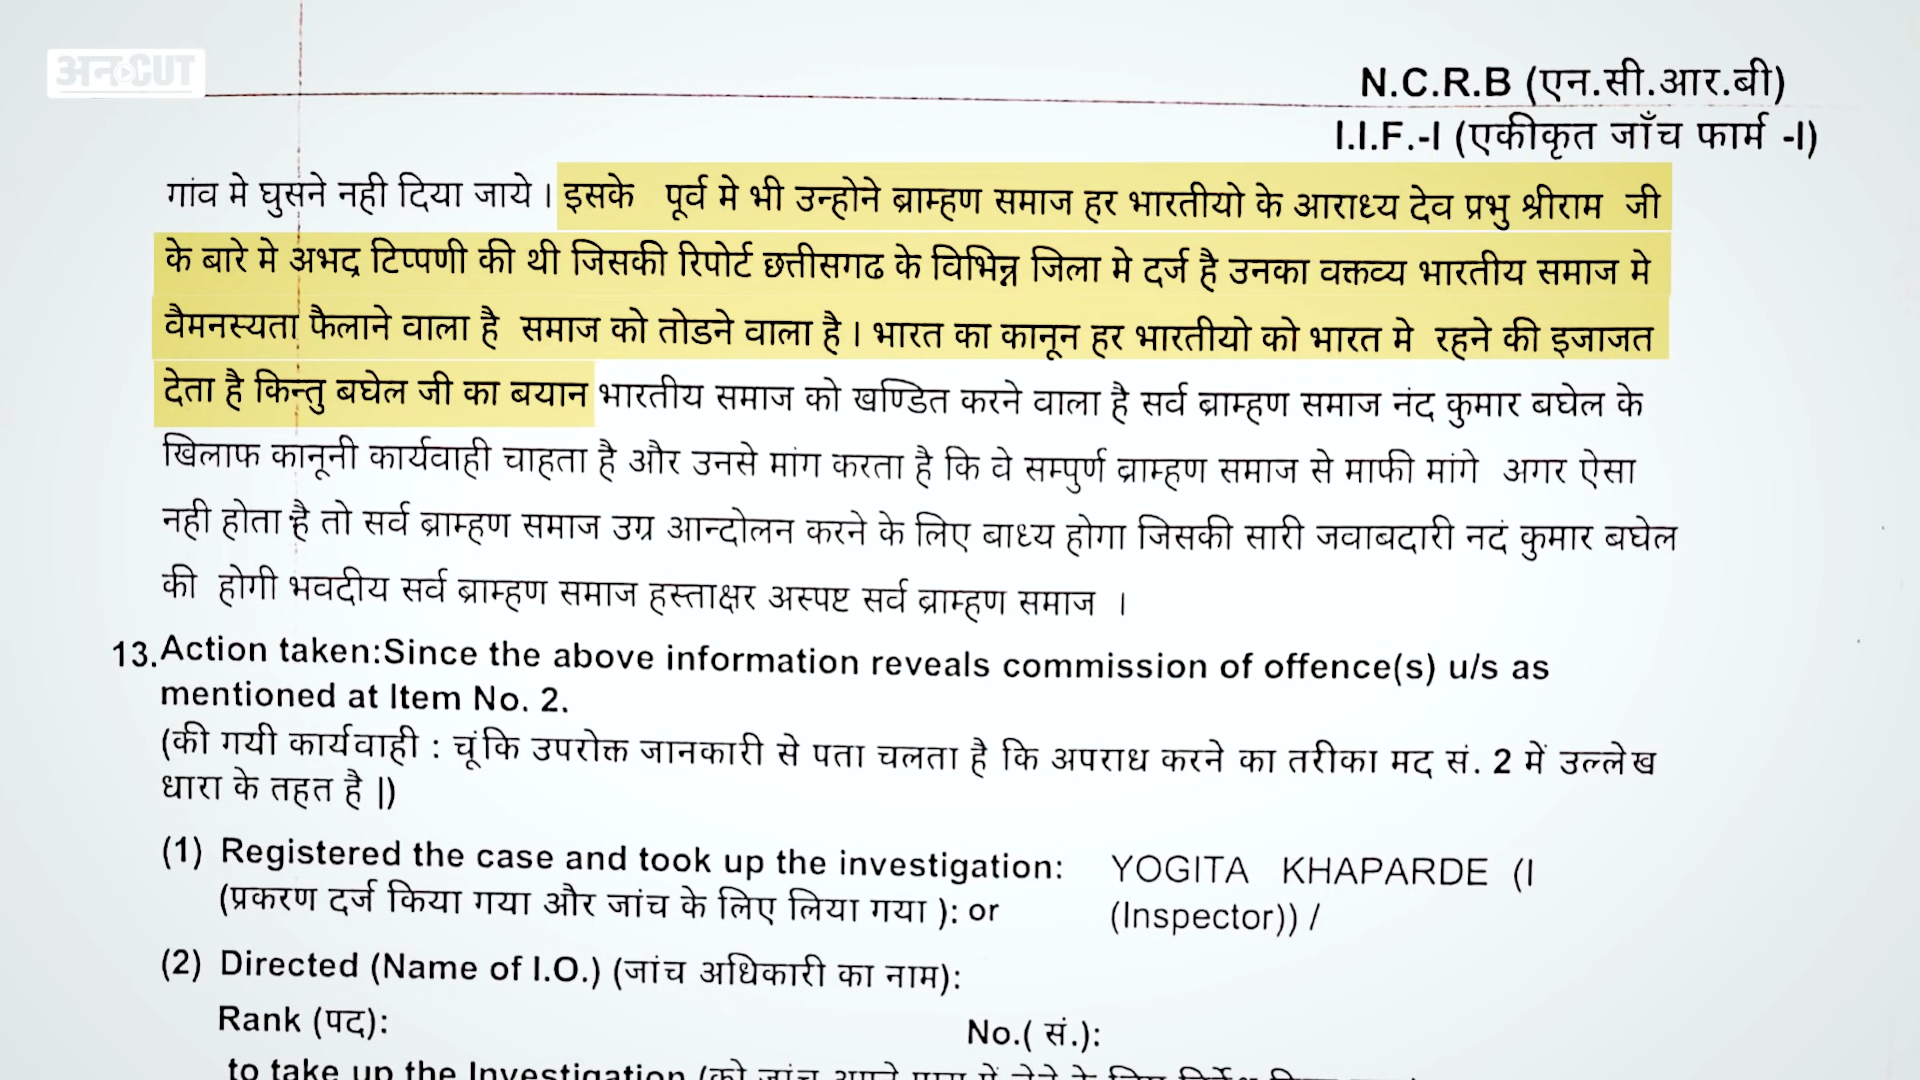 अनCUT
N.C.R.B (एन.सी.आर.बी)
I.I.F.-I (एकीकृत जाँच फार्म -I)
गांव मे घुसने नही दिया जाये । इसके पूर्व मे भी उन्होने ब्राम्हण समाज हर भारतीयो के आराध्य देव प्रभु श्रीराम जी
के बारे मे अभद्र टिप्पणी की थी जिसकी रिपोर्ट छत्तीसगढ के विभिन्न जिला मे दर्ज है उनका वक्तव्य भारतीय समाज मे
वैमनस्यता फैलाने वाला है समाज को तोडने वाला है । भारत का कानून हर भारतीयो को भारत मे रहने की इजाजत
देता है किन्तु बघेल जी का बयान भारतीय समाज को खण्डित करने वाला है सर्व ब्राम्हण समाज नंद कुमार बघेल के
खिलाफ कानूनी कार्यवाही चाहता है और उनसे मांग करता है कि वे सम्पुर्ण ब्राम्हण समाज से माफी मांगे अगर ऐसा
नही होता है तो सर्व ब्राम्हण समाज उग्र आन्दोलन करने के लिए बाध्य होगा जिसकी सारी जवाबदारी नदं कुमार बघेल
की होगी भवदीय सर्व ब्राम्हण समाज हस्ताक्षर अस्पष्ट सर्व ब्राम्हण समाज ।
13. Action taken:Since the above information reveals commission of offence(s) u/s as
mentioned at Item No. 2.
(की गयी कार्यवाही : चूंकि उपरोक्त जानकारी से पता चलता है कि अपराध करने का तरीका मद सं. 2 में उल्लेख
धारा के तहत है |)
(1) Registered the case and took up the investigation: YOGITA KHAPARDE (I
(प्रकरण दर्ज किया गया और जांच के लिए लिया गया ): or (Inspector)) /
(2) Directed (Name of I.O.) (जांच अधिकारी का नाम):
Rank (पद): No.( सं.):
to take up the Investigation (को जांच अपने पास में लेने के लिए निर्देश